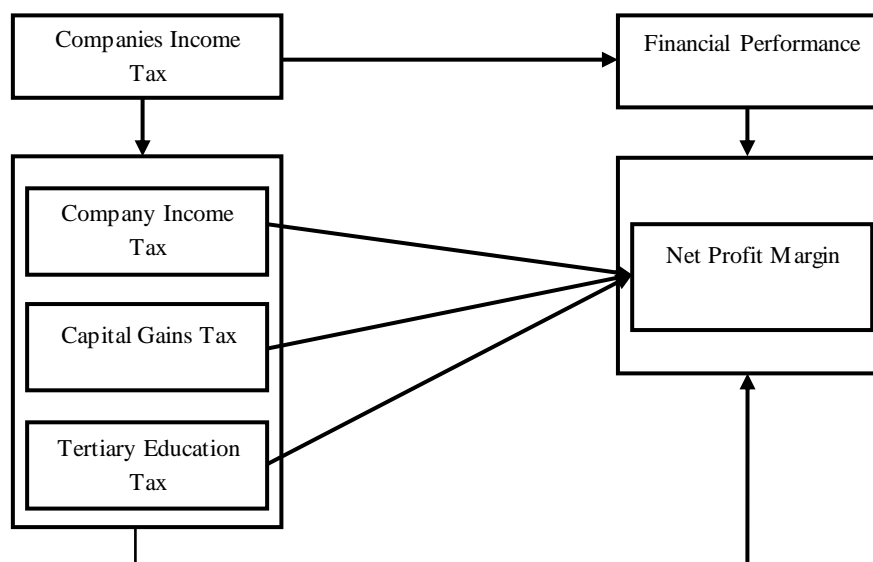 Companies Income
Tax
Financial Performance
Company Income
Tax
Capital Gains Tax
Tertiary Education
Tax
Net Profit Margin